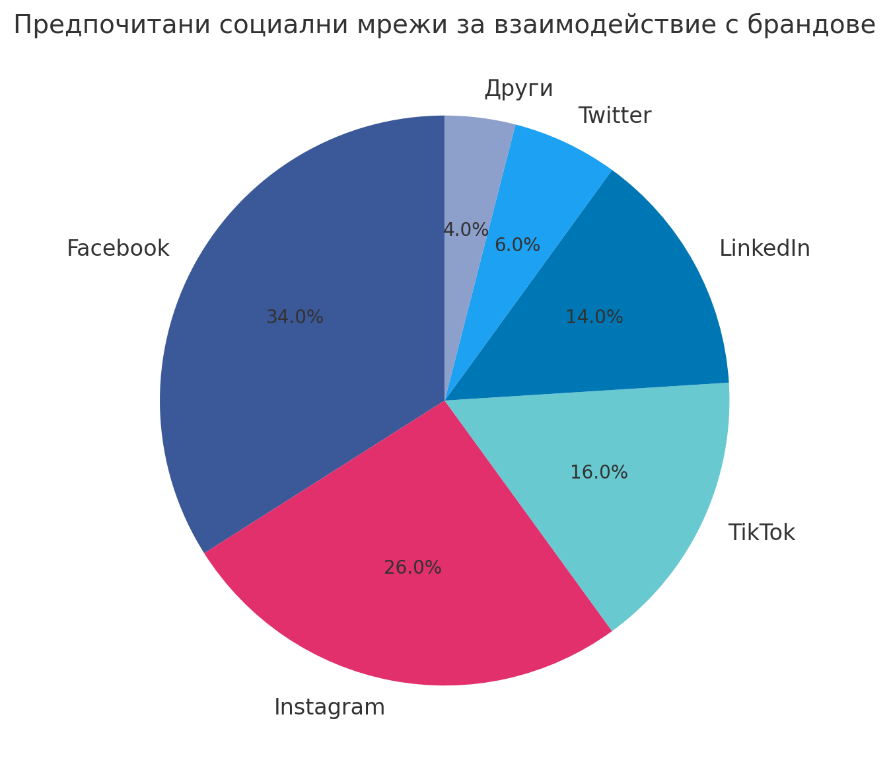 Предпочитани социални мрежи за взаимодействие с брандове
Други
Twitter
Facebook
LinkedIn
4.0%
6.0%
34.0%
14.0%
16.0%
TikTok
26.0%
Instagram